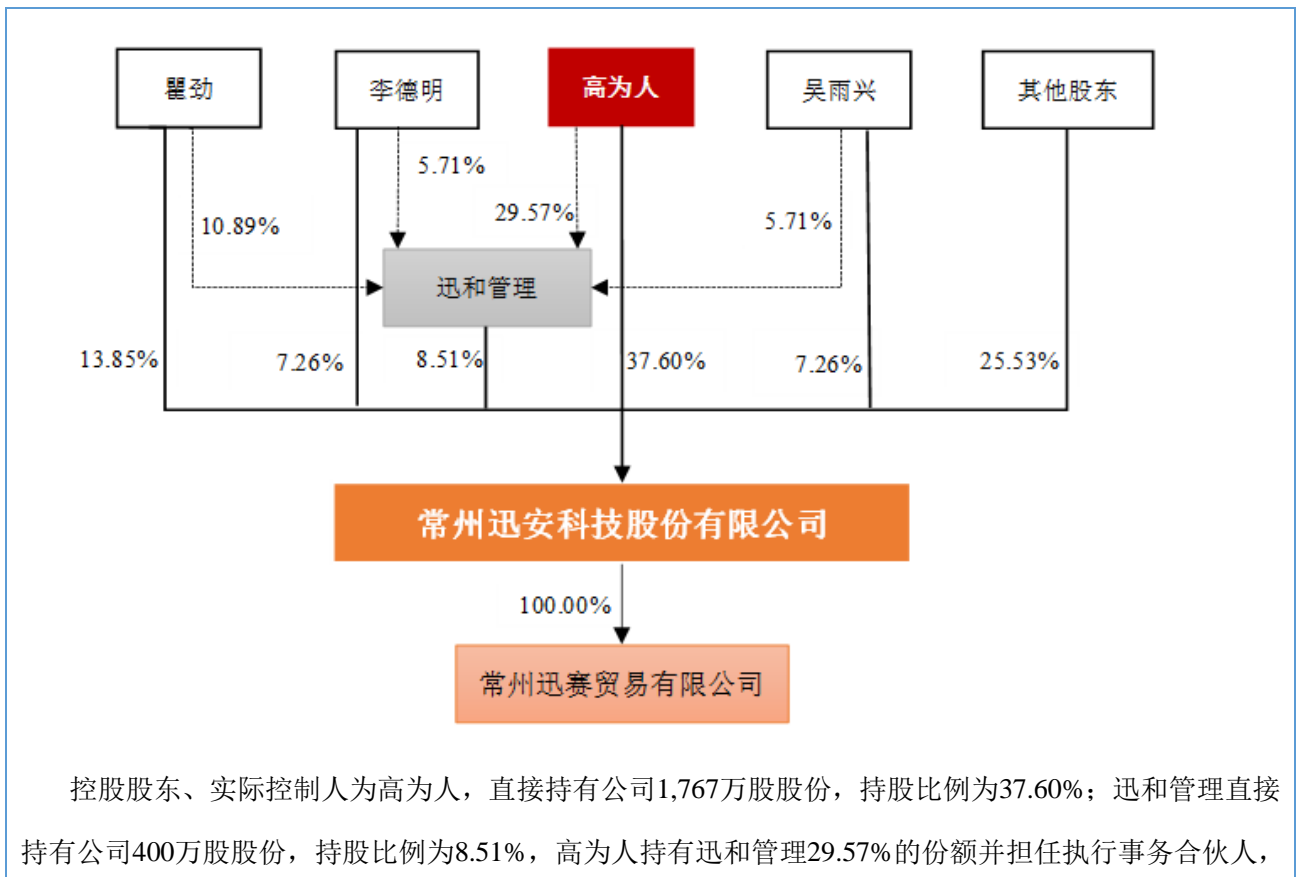 瞿劲 李德明 高为人 吴雨兴 其他股东
5.71%
29.57%
10.89% 5.71%
迅和管理
13.85% 7.26% 8.51% 37.60% 7.26% 25.53%
常州迅安科技股份有限公司
100.00%
常州迅赛贸易有限公司
控股股东、实际控制人为高为人，直接持有公司1,767万股股份，持股比例为37.60%；迅和管理直接
持有公司400万股股份，持股比例为8.51%，高为人持有迅和管理29.57%的份额并担任执行事务合伙人，